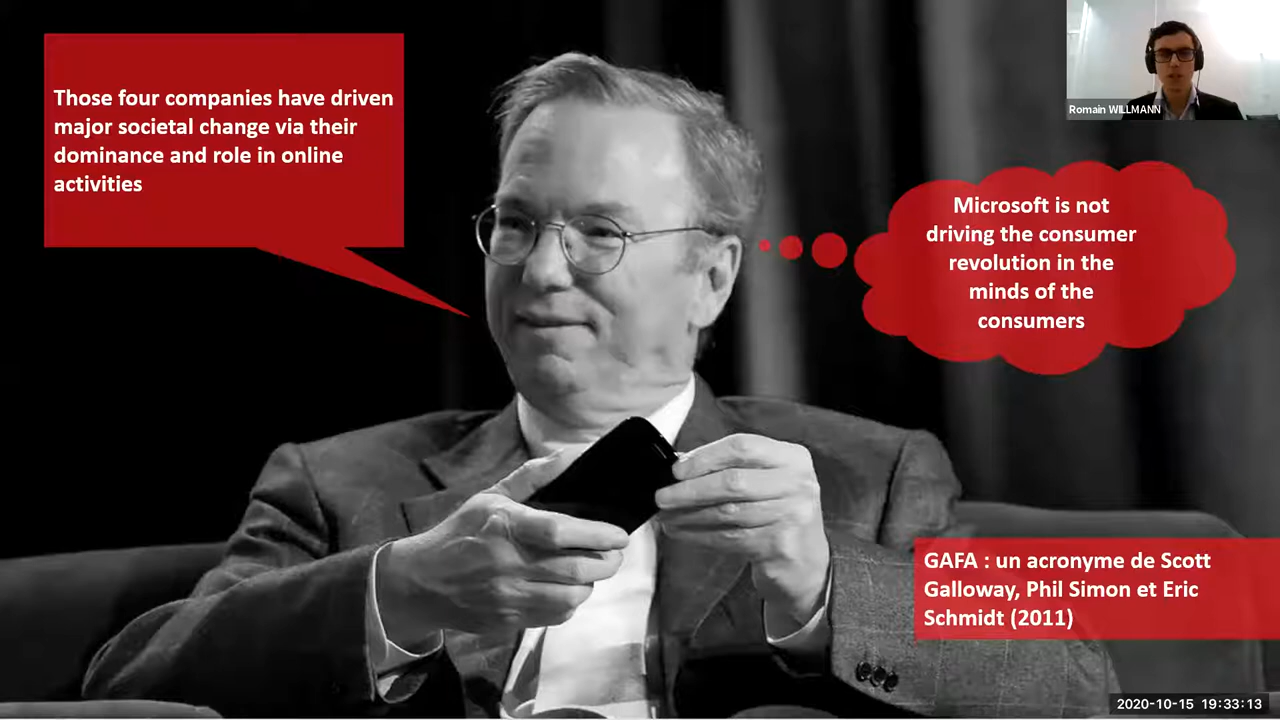 Those four companies have driven
major societal change via their
dominance and role in online
activities
Romain WILLMANN
Microsoft is not
driving the consumer
revolution in the
minds of the
consumers
GAFA : un acronyme de Scott
Galloway, Phil Simon et Eric
Schmidt (2011)
2020-10-15 19:33:13